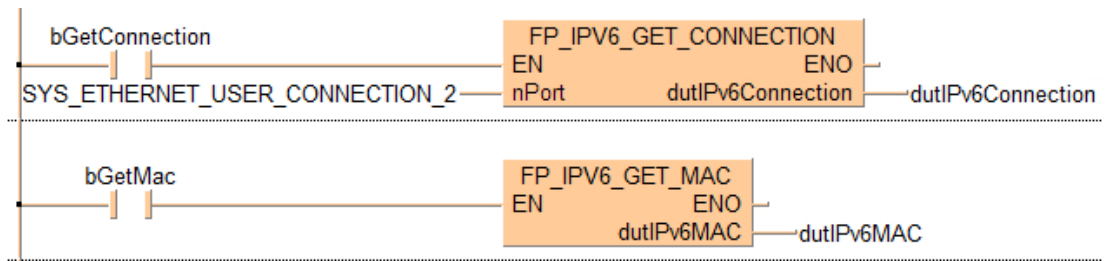 bGetConnection
FP_IPV6_GET_CONNECTION
EN ENO
SYS_ETHERNET_USER_CONNECTION_2 nPort dutIPv6Connection dutIPv6Connection
bGetMac
FP_IPV6_GET_MAC
EN ENO
dutIPv6MAC dutIPv6MAC